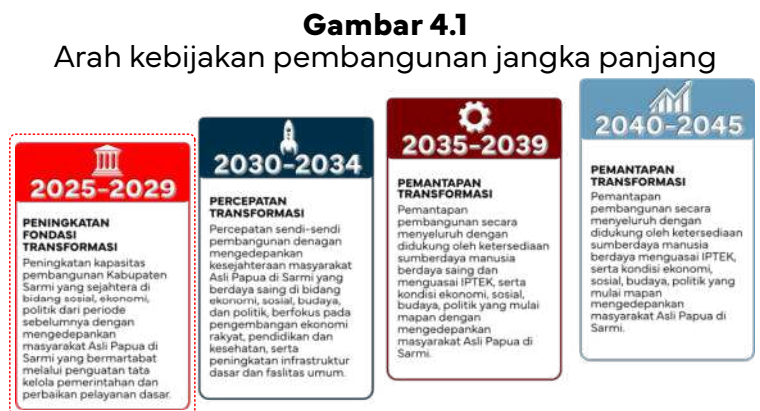 Gambar 4.1
Arah kebijakan pembangunan jangka panjang
2025-2029
PENINGKATAN
FONDASI
TRANSFORMASI
Peningkatan kapasitas
pembangunan Kabupaten
Sarmi yang sejahtera di
bidang sosial, ekonomi,
politik dari periode
sebelumnya dengan
mengedepankan
masyarakat Asli Papua di
Sarmi yang bermartabat
melalui penguatan tata
kelola pemerintahan dan
perbaikan pelayanan dasar.
2030-2034
PERCEPATAN
TRANSFORMASI
Percepatan sendi-sendi
pembangunan denagan
mengedepankan
kesejahteraan masyarakat
Asli Papua di Sarmi yang
berdaya saing di bidang
ekonomi, sosial, budaya,
dan politik, berfokus pada
pengembangan ekonomi
rakyat, pendidikan dan
kesehatan, serta
peningkatan infrastruktur
dasar dan faslitas umum.
2035-2039
PEMANTAPAN
TRANSFORMASI
Pemantapan
pembangunan secara
menyeluruh dengan
didukung oleh ketersediaan
sumberdaya manusia
berdaya saing dan
menguasai IPTEK, serta
kondisi ekonomi, sosial,
budaya, politik yang mulai
mapan dengan
mengedepankan
masyarakat Asli Papua di
Sarmi.
2040-2045
PEMANTAPAN
TRANSFORMASI
Pemantapan
pembangunan secara
menyeluruh dengan
didukung oleh ketersediaan
sumberdaya manusia
berdaya menguasai IPTEK,
serta kondisi ekonomi,
sosial, budaya, politik yang
mulai mapan
mengedepankan
masyarakat Asli Papua di
Sarmi.